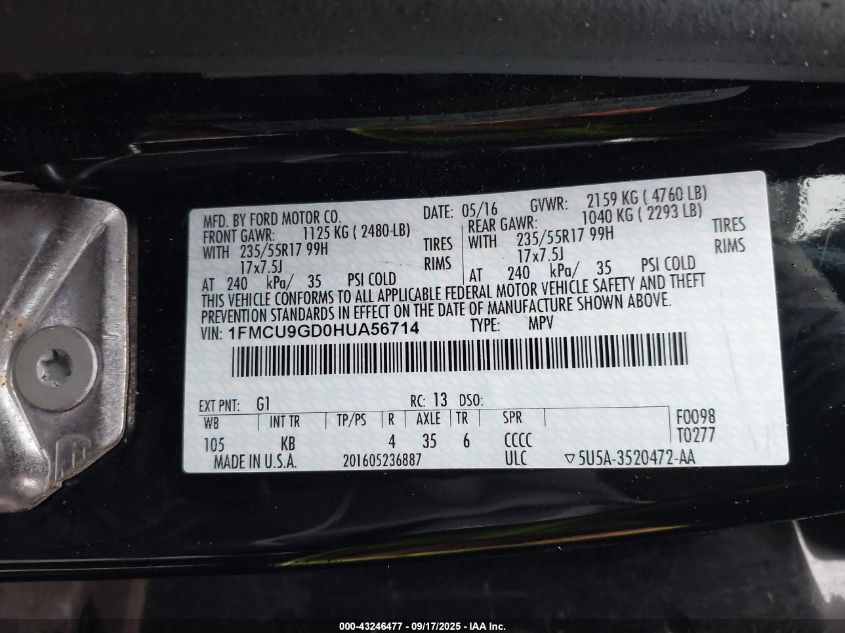 MFD. BY FORD MOTOR CO. DATE: 05/16 GVWR: 2159 KG ( 4760 LB)
FRONT GAWR: 1125 KG ( 2480 LB) REAR GAWR: 1040 KG ( 2293 LB)
WITH 235/55R17 99H TIRES WITH 235/55R17 99H TIRES
17x7.5J RIMS 17x7.5J RIMS
AT 240 kPa/ 35 PSI COLD AT 240 kPa/ 35 PSI COLD
THIS VEHICLE CONFORMS TO ALL APPLICABLE FEDERAL MOTOR VEHICLE SAFETY AND THEFT
PREVENTION STANDARDS IN EFFECT ON THE DATE OF MANUFACTURE SHOWN ABOVE.
VIN: 1FMCU9GD0HUA56714 TYPE: MPV
EXT PNT: G1 RC: 13 DSO:
WB INT TR TP/PS R AXLE TR SPR F0098
105 KB 4 35 6 CCCC T0277
MADE IN U.S.A. 201605236887 ULC ▽5U5A-3520472-AA
000-43246477 - 09/17/2025 - IAA Inc.